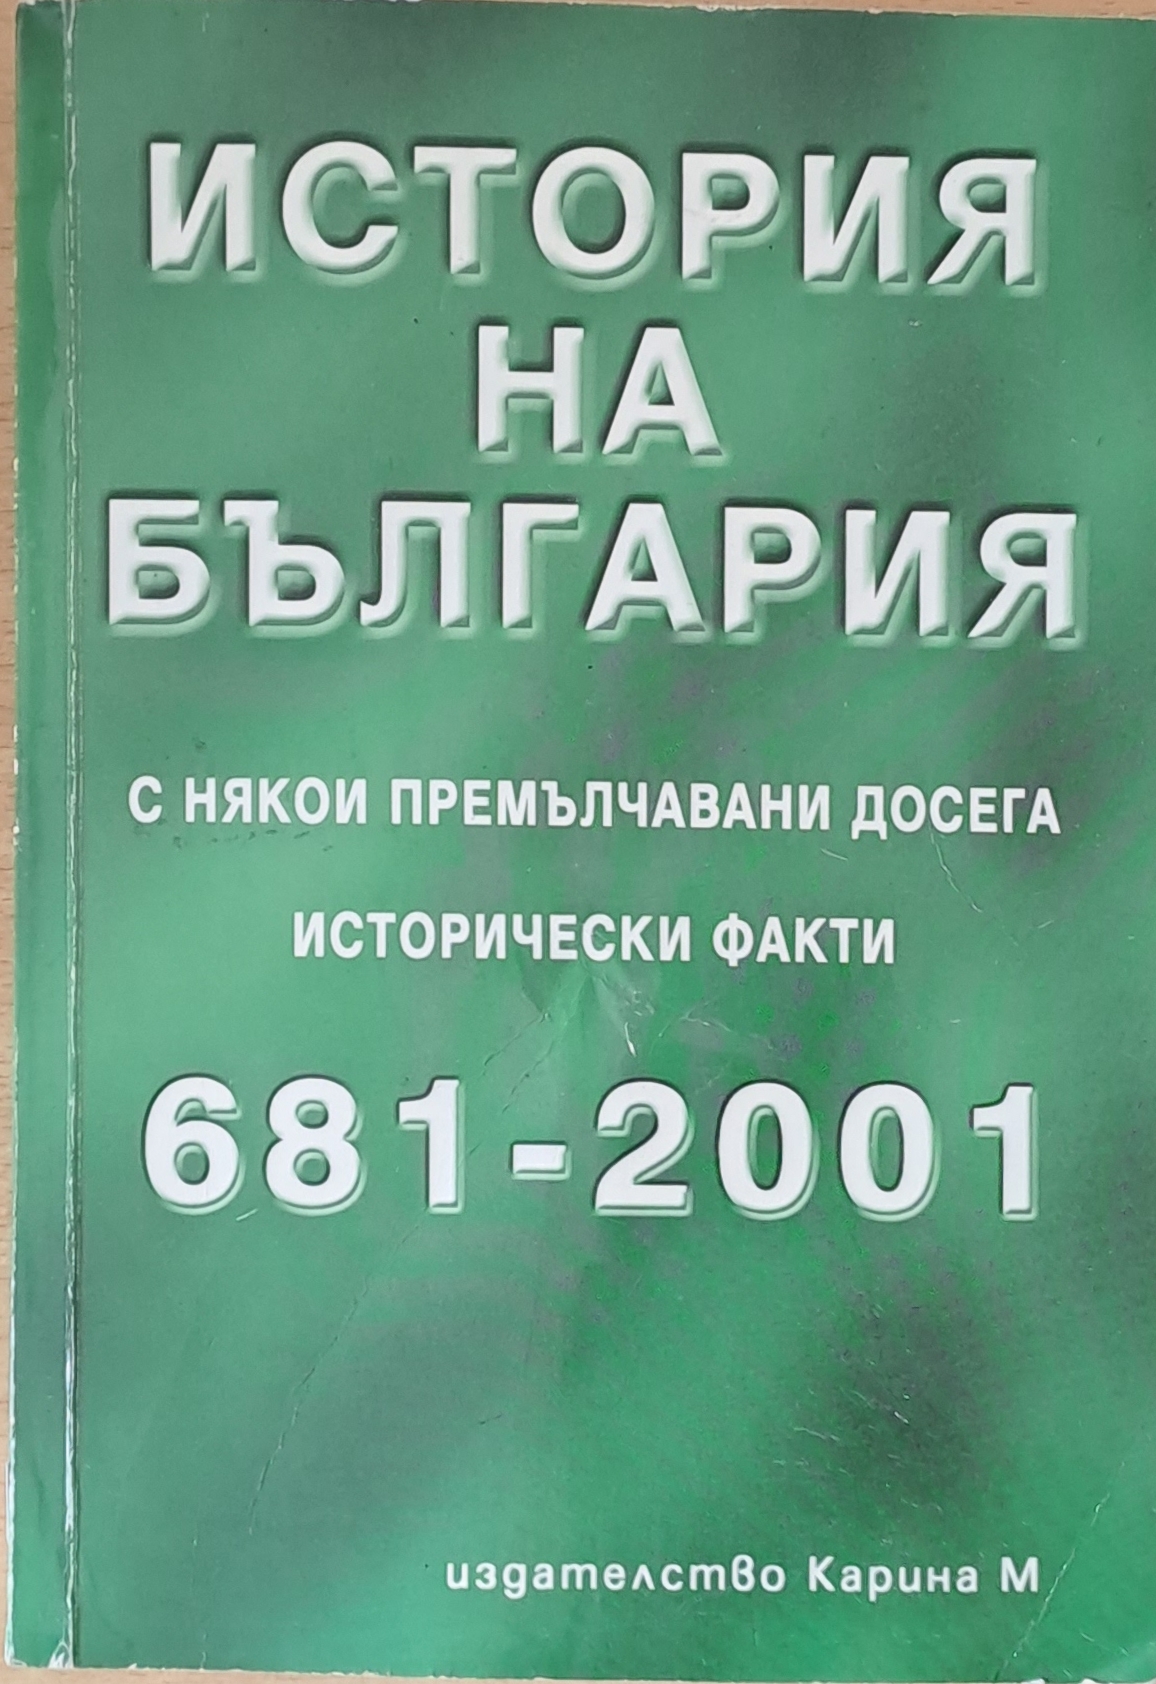 ИСТОРИЯ
НА
БЪЛГАРИЯ
С НЯКОИ ПРЕМЪЛЧАВАНИ ДОСЕГА
ИСТОРИЧЕСКИ ФАКТИ
681-2001
издателство Карина М